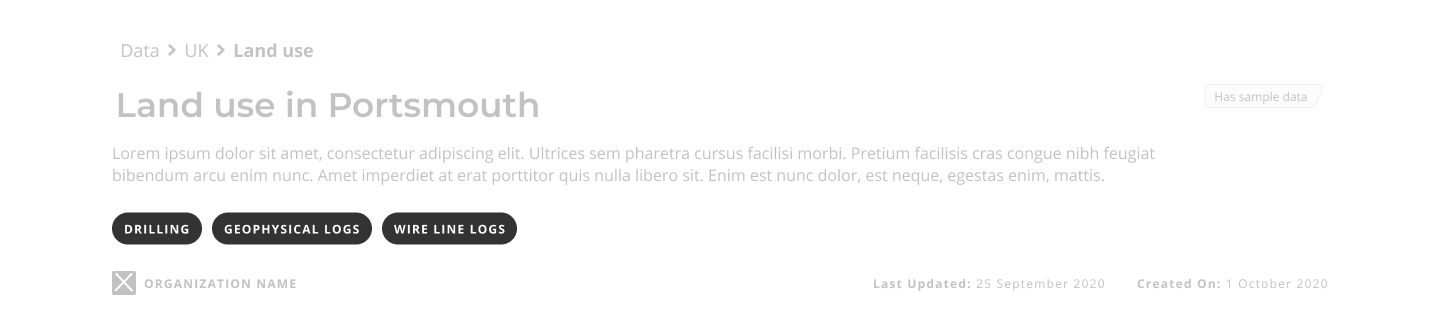 Data > UK > Land use
Land use in Portsmouth
Has sample data
Lorem ipsum dolor sit amet, consectetur adipiscing elit. Ultrices sem pharetra cursus facilisi morbi. Pretium facilisis cras congue nibh feugiat
bibendum arcu enim nunc. Amet imperdiet at erat porttitor quis nulla libero sit. Enim est nunc dolor, est neque, egestas enim, mattis.
DRILLING GEOPHYSICAL LOGS WIRE LINE LOGS
ORGANIZATION NAME Last Updated: 25 September 2020 Created On: 1 October 2020